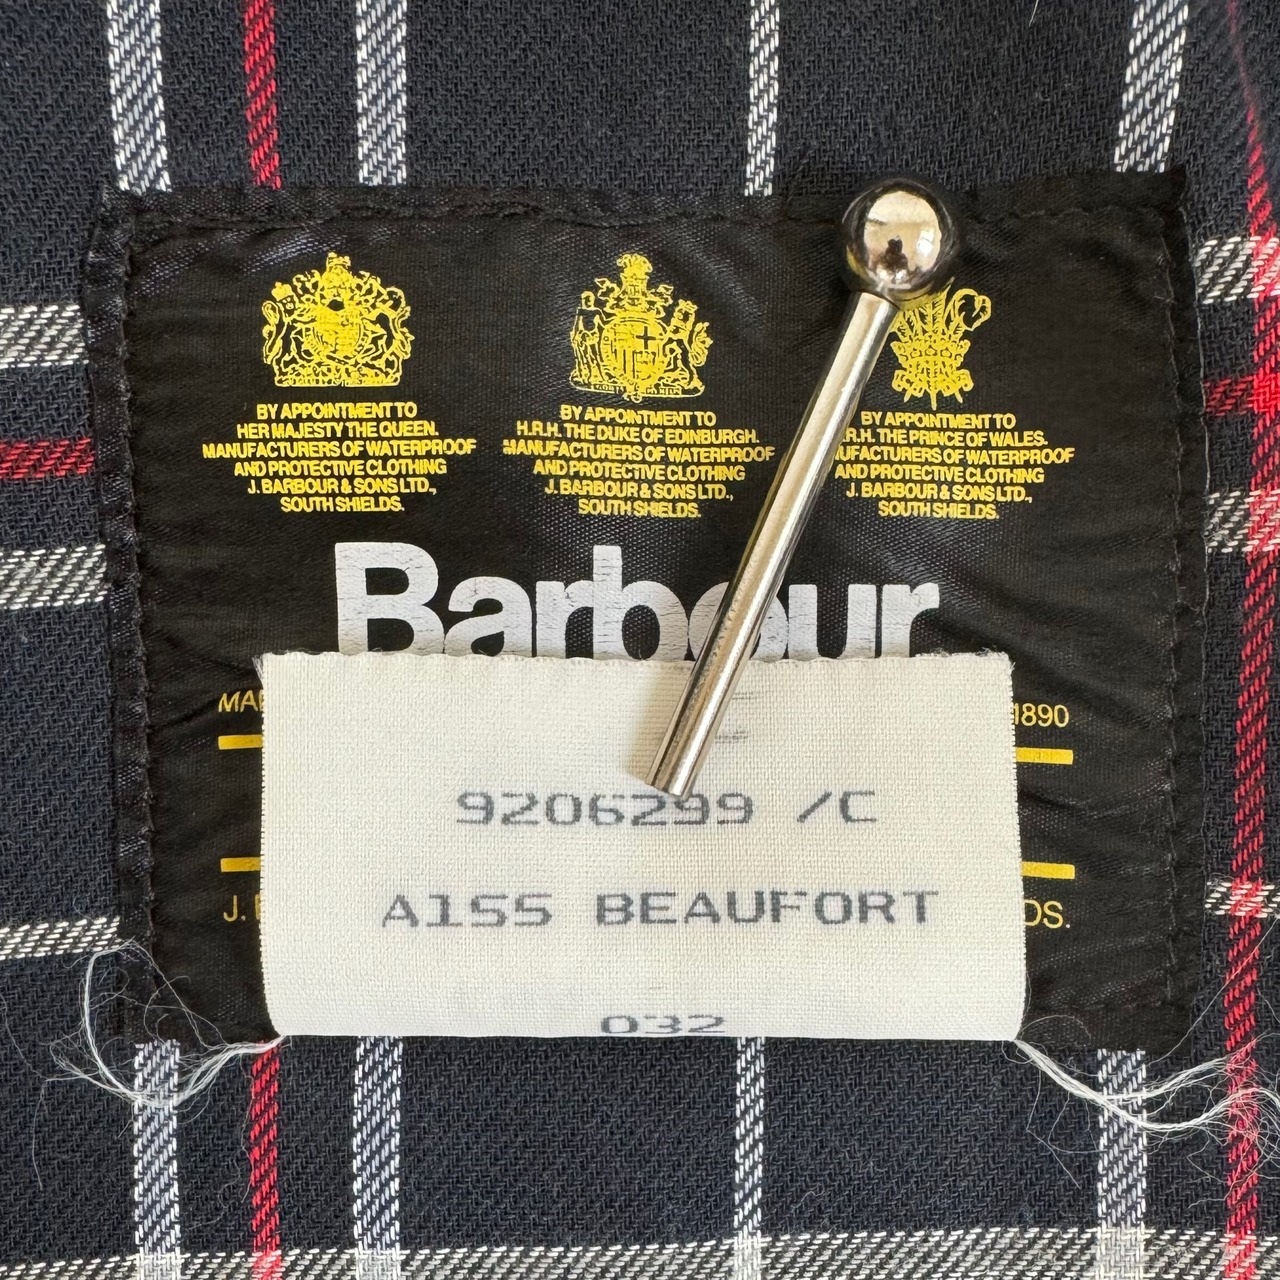 BY APPOINTMENT TO
HER MAJESTY THE QUEEN.
MANUFACTURERS OF WATERPROOF
AND PROTECTIVE CLOTHING
J. BARBOUR & SONS LTD.,
SOUTH SHIELDS.
BY APPOINTMENT TO
H.R.H. THE DUKE OF EDINBURGH.
MANUFACTURERS OF WATERPROOF
AND PROTECTIVE CLOTHING
J. BARBOUR & SONS LTD.,
SOUTH SHIELDS.
BY APPOINTMENT TO
R.H. THE PRINCE OF WALES.
UFACTURERS OF WATERPROOF
AND PROTECTIVE CLOTHING
J. BARBOUR & SONS LTD.,
SOUTH SHIELDS.
Barbour
1890
9206299 /C
A155 BEAUFORT
J.
DS.
032